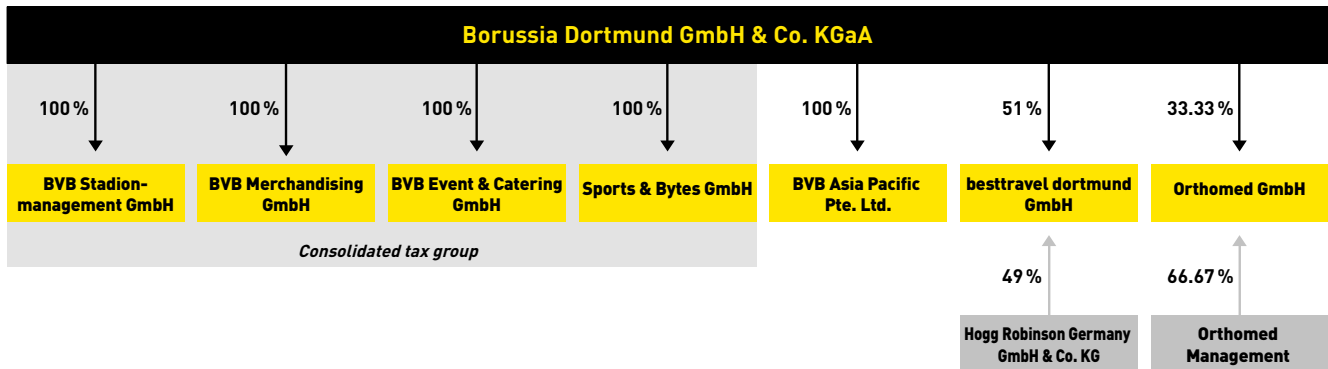 Borussia Dortmund GmbH & Co. KGaA
100 %
100 %
100 %
100 %
100 %
51 %
33.33 %
BVB Stadion-
management GmbH
BVB Merchandising
GmbH
BVB Event & Catering
GmbH
Sports & Bytes GmbH
BVB Asia Pacific
Pte. Ltd.
besttravel dortmund
GmbH
Orthomed GmbH
Consolidated tax group
49 %
66.67 %
Hogg Robinson Germany
GmbH & Co. KG
Orthomed
Management